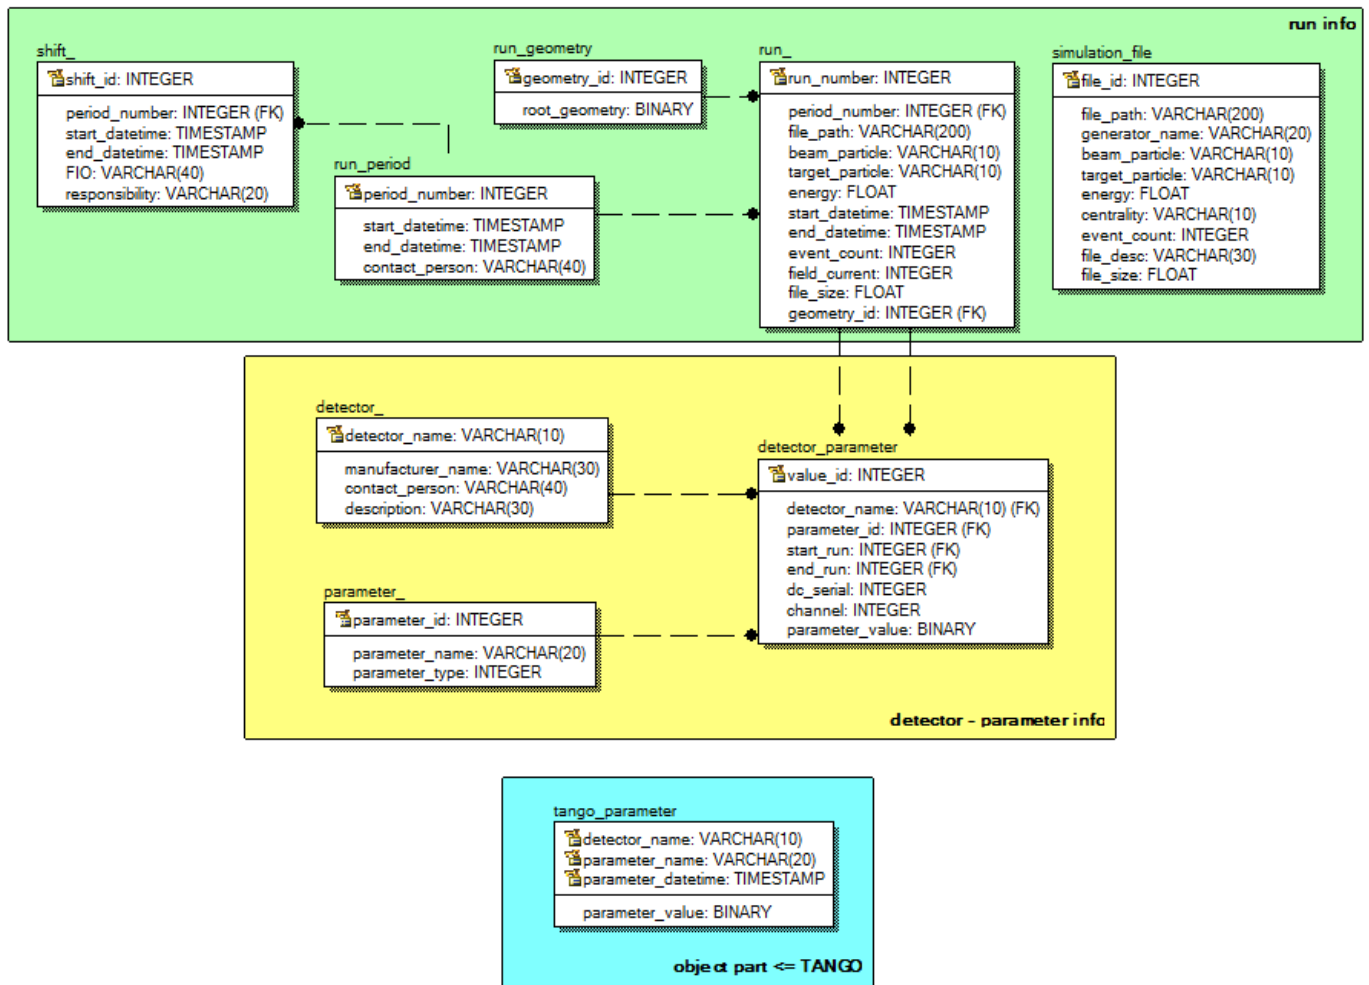 run info
shift_
shift_id: INTEGER
period_number: INTEGER (FK)
start_datetime: TIMESTAMP
end_datetime: TIMESTAMP
FIO: VARCHAR(40)
responsibility: VARCHAR(20)
run_geometry
geometry_id: INTEGER
root_geometry: BINARY
run_period
period_number: INTEGER
start_datetime: TIMESTAMP
end_datetime: TIMESTAMP
contact_person: VARCHAR(40)
run_
run_number: INTEGER
period_number: INTEGER (FK)
file_path: VARCHAR(200)
beam_particle: VARCHAR(10)
target_particle: VARCHAR(10)
energy: FLOAT
start_datetime: TIMESTAMP
end_datetime: TIMESTAMP
event_count: INTEGER
field_current: INTEGER
file_size: FLOAT
geometry_id: INTEGER (FK)
simulation_file
file_id: INTEGER
file_path: VARCHAR(200)
generator_name: VARCHAR(20)
beam_particle: VARCHAR(10)
target_particle: VARCHAR(10)
energy: FLOAT
centrality: VARCHAR(10)
event_count: INTEGER
file_desc: VARCHAR(30)
file_size: FLOAT
detector_
detector_name: VARCHAR(10)
manufacturer_name: VARCHAR(30)
contact_person: VARCHAR(40)
description: VARCHAR(30)
parameter_
parameter_id: INTEGER
parameter_name: VARCHAR(20)
parameter_type: INTEGER
detector_parameter
value_id: INTEGER
detector_name: VARCHAR(10) (FK)
parameter_id: INTEGER (FK)
start_run: INTEGER (FK)
end_run: INTEGER (FK)
dc_serial: INTEGER
channel: INTEGER
parameter_value: BINARY
detector - parameter info
tango_parameter
detector_name: VARCHAR(10)
parameter_name: VARCHAR(20)
parameter_datetime: TIMESTAMP
parameter_value: BINARY
object part <= TANGO